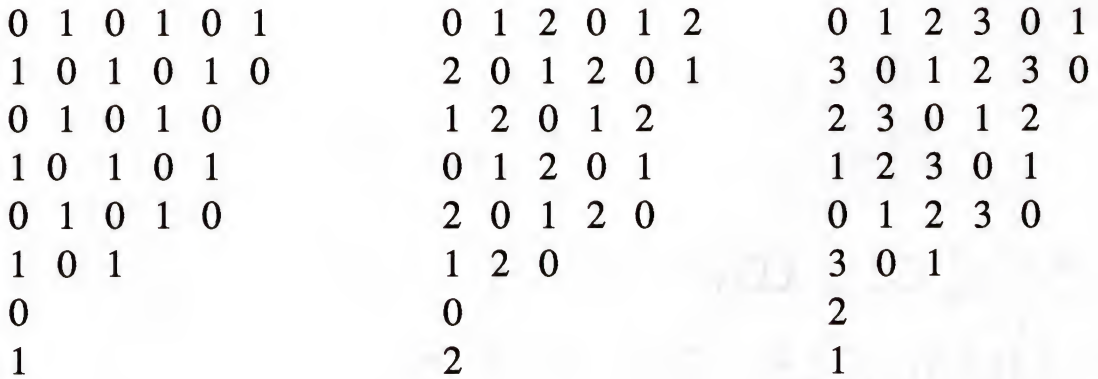 0 1 0 1 0 1    0 1 2 0 1 2    0 1 2 3 0 1
1 0 1 0 1 0    2 0 1 2 0 1    3 0 1 2 3 0
0 1 0 1 0    1 2 0 1 2    2 3 0 1 2
1 0 1 0 1    0 1 2 0 1    1 2 3 0 1
0 1 0 1 0    2 0 1 2 0    0 1 2 3 0
1 0 1    1 2 0    3 0 1
0    0    2
1    2    1